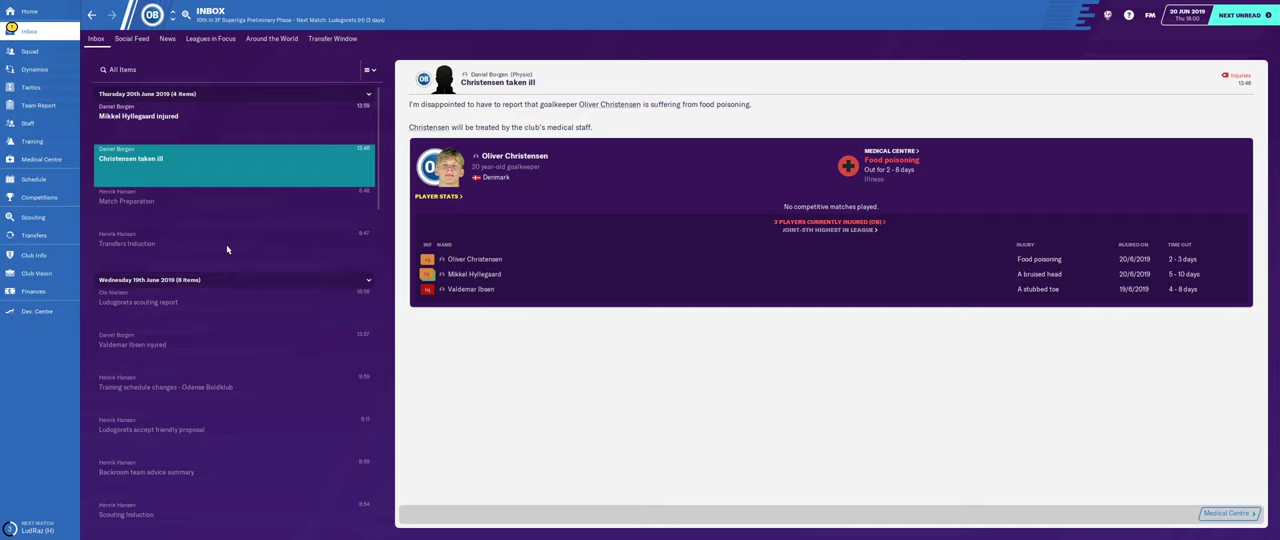 Home
Inbox
Squad
Dynamics
Tactics
Team Report
Staff
Training
Medical Centre
Schedule
Competitions
Scouting
Transfers
Club Info
Club Vision
Finances
Dev. Centre
3
NEXT MATCH
LudRaz (H)
OB
INBOX
10th in 3F Superliga Preliminary Phase - Next Match: Ludogorets (H) (3 days)
FM
20 JUN 2019
Thu 18:00
NEXT UNREAD
Inbox Social Feed News Leagues in Focus Around the World Transfer Window
All Items
Thursday 20th June 2019 (4 items)
Daniel Borgen 13:59
Mikkel Hyllegaard injured
Daniel Borgen 13:46
Christensen taken ill
Henrik Hansen 8:48
Match Preparation
Henrik Hansen 8:47
Transfers Induction
Wednesday 19th June 2019 (8 items)
Ole Nielsen 16:58
Ludogorets scouting report
Daniel Borgen 13:57
Valdemar Ibsen injured
Henrik Hansen 9:59
Training schedule changes - Odense Boldklub
Henrik Hansen 9:11
Ludogorets accept friendly proposal
Henrik Hansen 8:59
Backroom team advice summary
Henrik Hansen 8:54
Scouting Induction
OB
Daniel Borgen (Physio)
Christensen taken ill
Injuries
13:46
I'm disappointed to have to report that goalkeeper Oliver Christensen is suffering from food poisoning.
Christensen will be treated by the club's medical staff.
Oliver Christensen
20 year-old goalkeeper
Denmark
PLAYER STATS >
MEDICAL CENTRE >
Food poisoning
Out for 2 - 8 days
Illness
No competitive matches played.
3 PLAYERS CURRENTLY INJURED (OB) >
JOINT-5TH HIGHEST IN LEAGUE >
INF NAME INJURY INJURED ON TIME OUT
Inj Oliver Christensen Food poisoning 20/6/2019 2 - 3 days
Inj Mikkel Hyllegaard A bruised head 20/6/2019 5 - 10 days
Inj Valdemar Ibsen A stubbed toe 19/6/2019 4 - 8 days
Medical Centre >